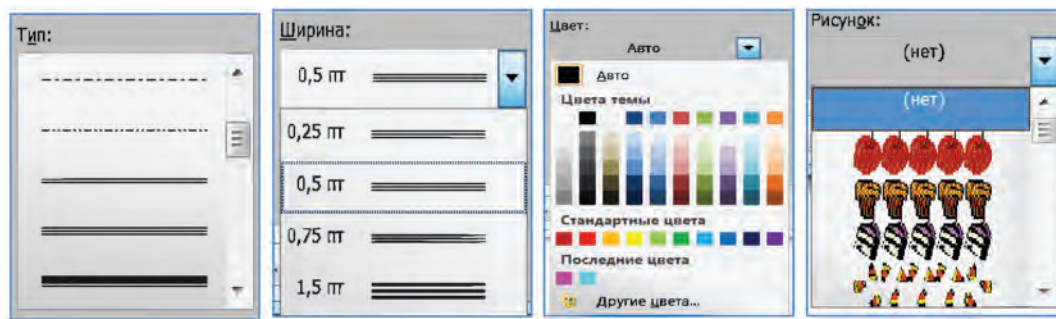 Тип:
Ширина:
0,5 пт
0,25 пт
0,5 пт
0,75 пт
1,5 пт
Цвет:
Авто
Авто
Цвета темы
Стандартные цвета
Последние цвета
Другие цвета...
Рисунок:
(нет)
(нет)